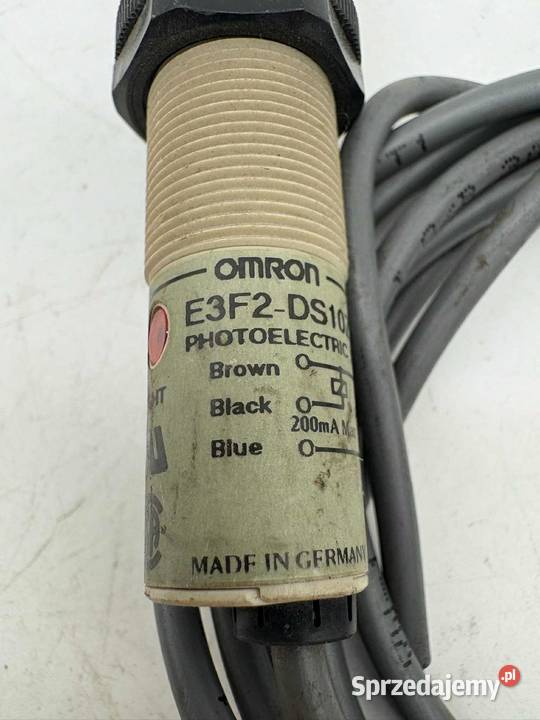 OMRON
E3F2-DS10
PHOTOELECTRIC
Brown
Black
200mA
Blue
MADE IN GERMANY
Sprzedajemy.pl